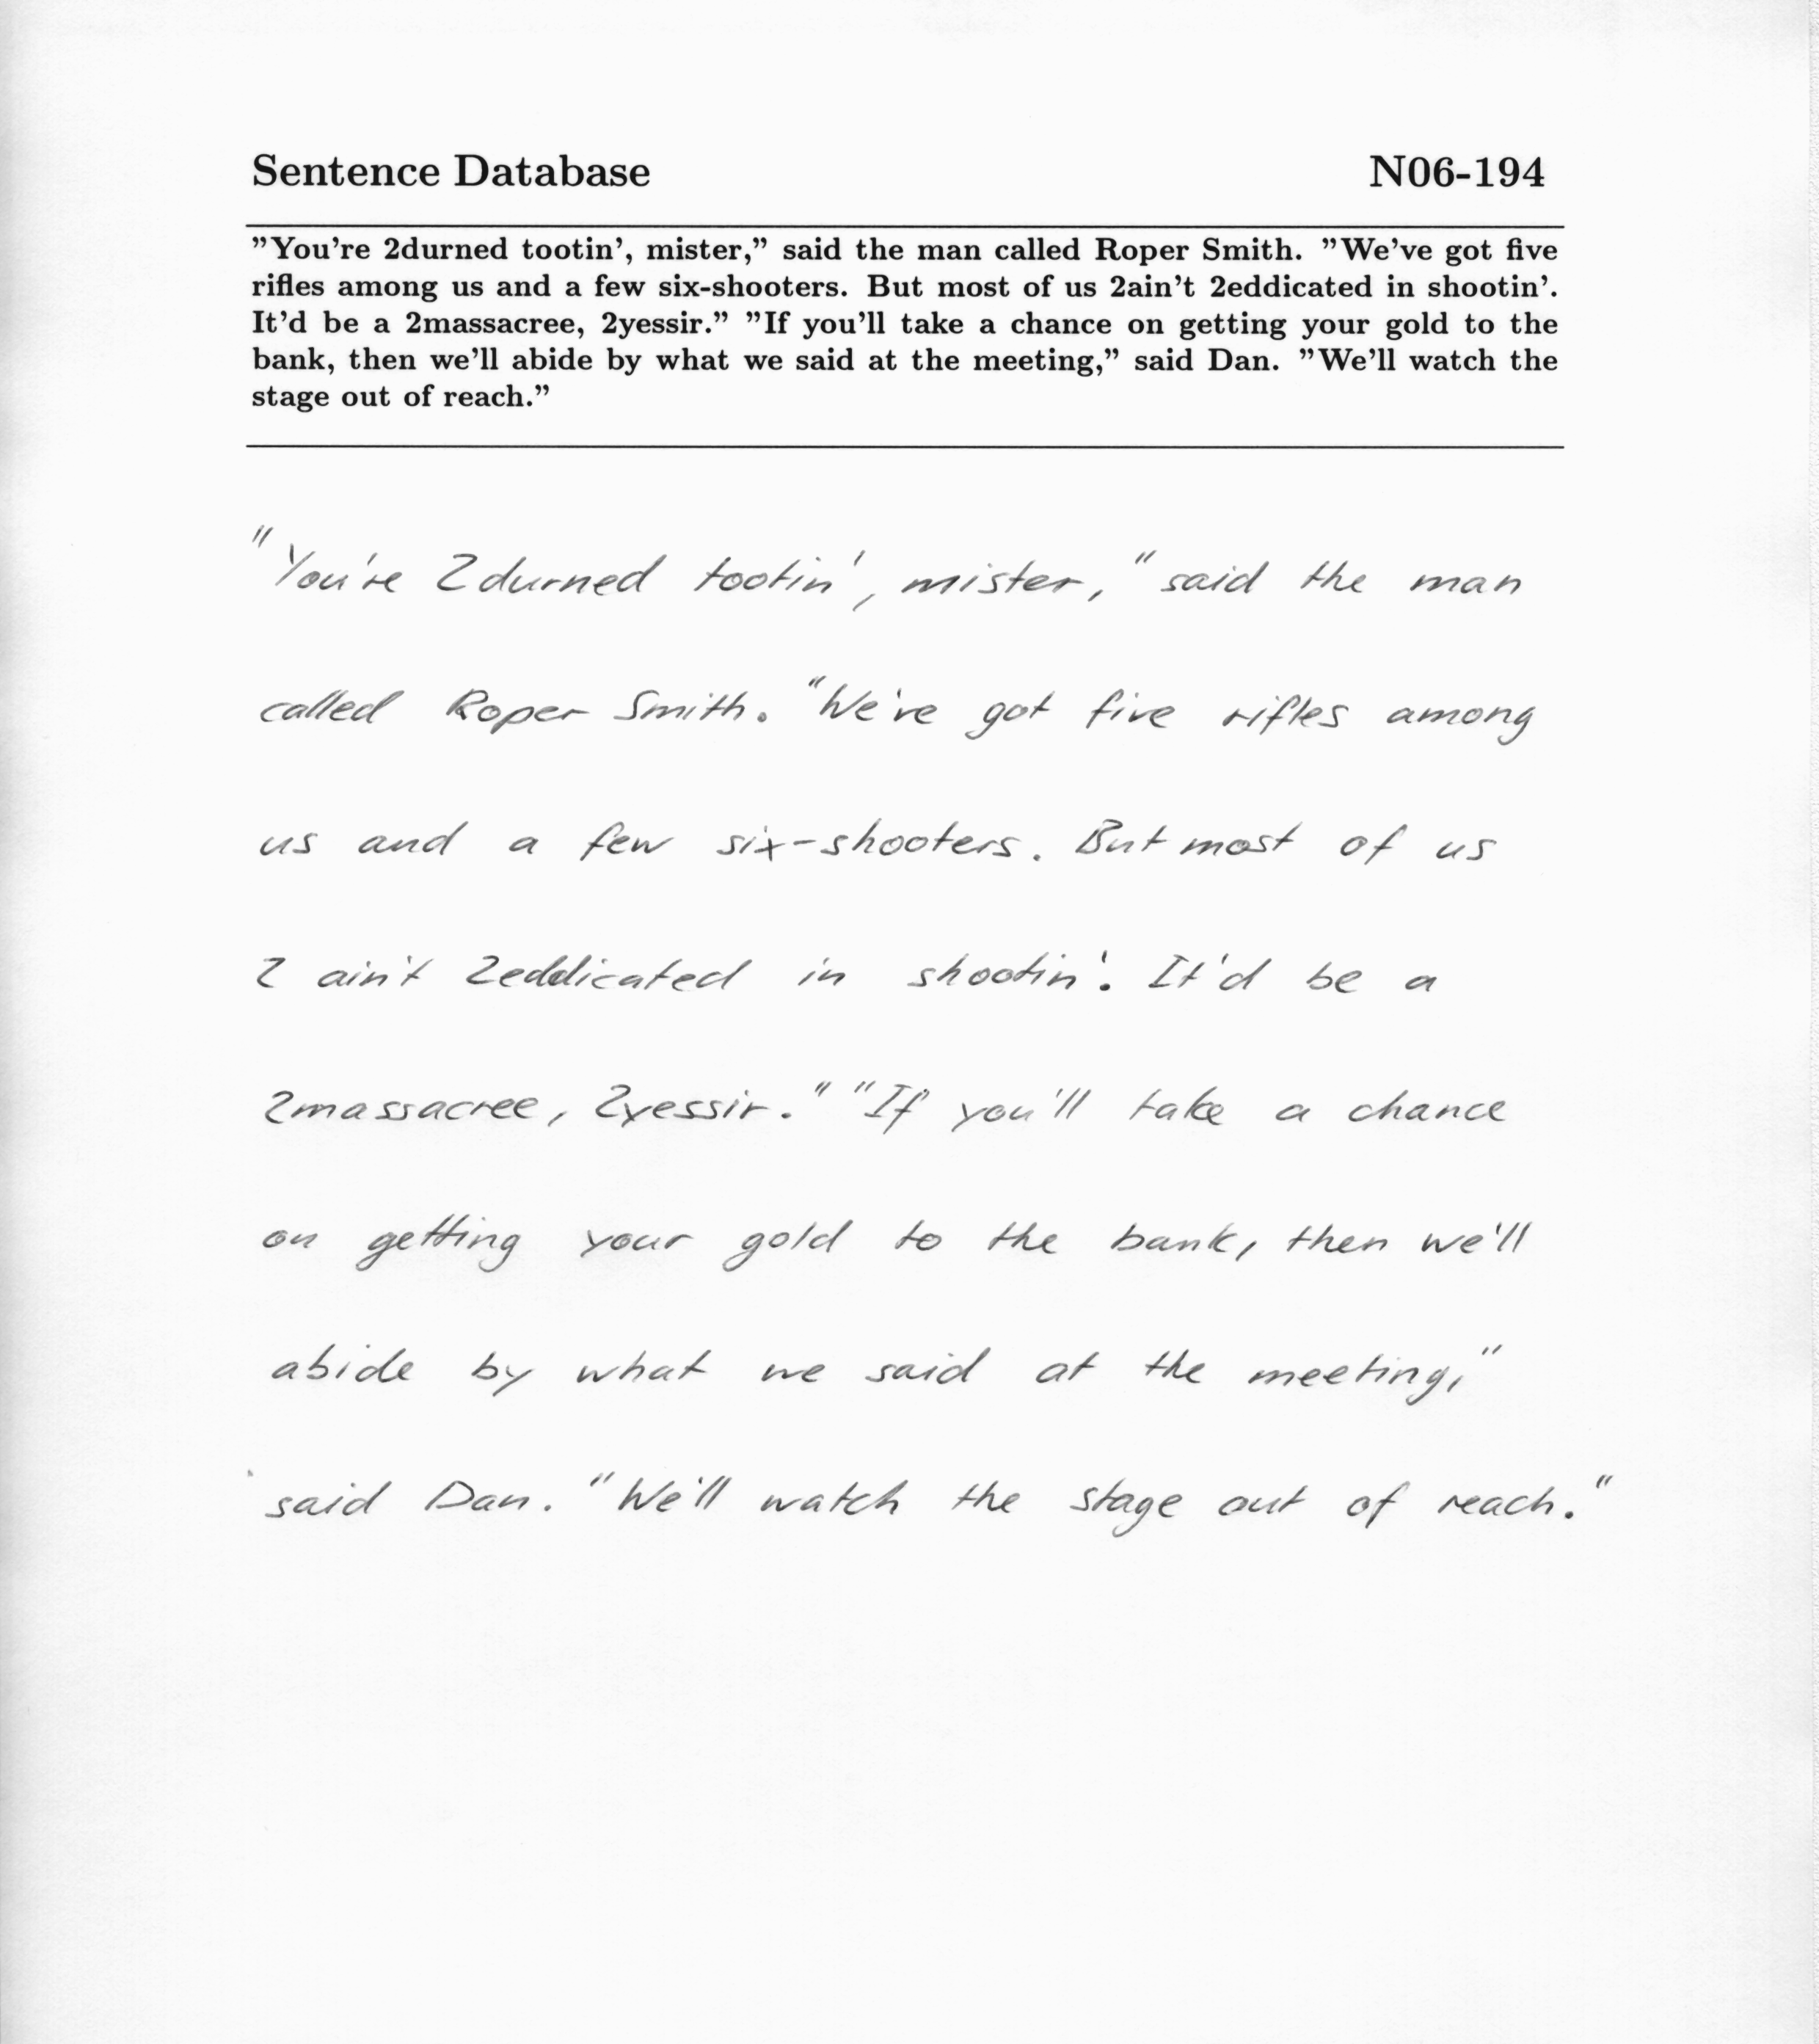 Sentence Database N06-194
”You're 2durned tootin', mister,” said the man called Roper Smith. ”We've got five
rifles among us and a few six-shooters. But most of us 2ain't 2eddicated in shootin'.
It'd be a 2massacree, 2yessir.” ”If you'll take a chance on getting your gold to the
bank, then we'll abide by what we said at the meeting,” said Dan. ”We'll watch the
stage out of reach.”
"You're 2durned tootin', mister," said the man
called Roper Smith. "We've got five rifles among
us and a few six-shooters. But most of us
2 ain't 2eddicated in shootin'. It'd be a
2massacree, 2yessir." "If you'll take a chance
on getting your gold to the bank, then we'll
abide by what we said at the meeting,"
said Dan. "We'll watch the stage out of reach."